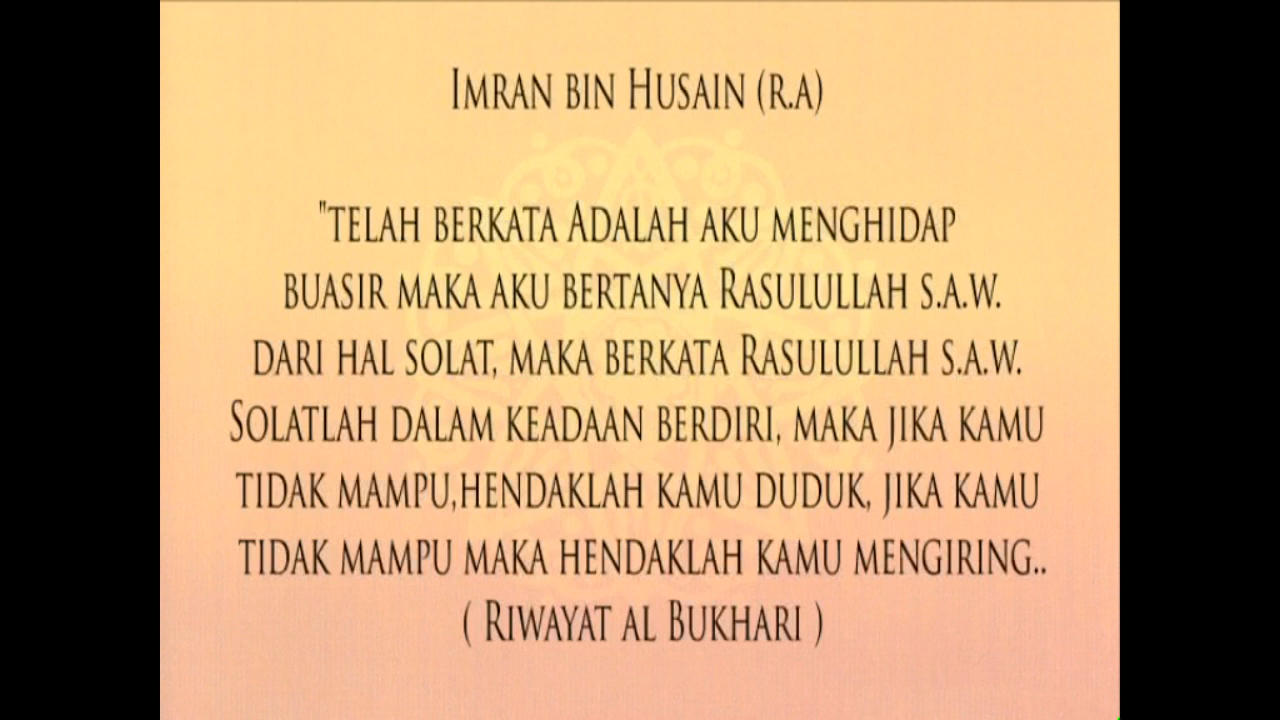 Imran bin Husain (r.a)
"telah berkata Adalah aku menghidap
buasir maka aku bertanya Rasulullah s.a.w.
dari hal solat, maka berkata Rasulullah s.a.w.
Solatlah dalam keadaan berdiri, maka jika kamu
tidak mampu,hendaklah kamu duduk, jika kamu
tidak mampu maka hendaklah kamu mengiring..
( Riwayat al Bukhari )